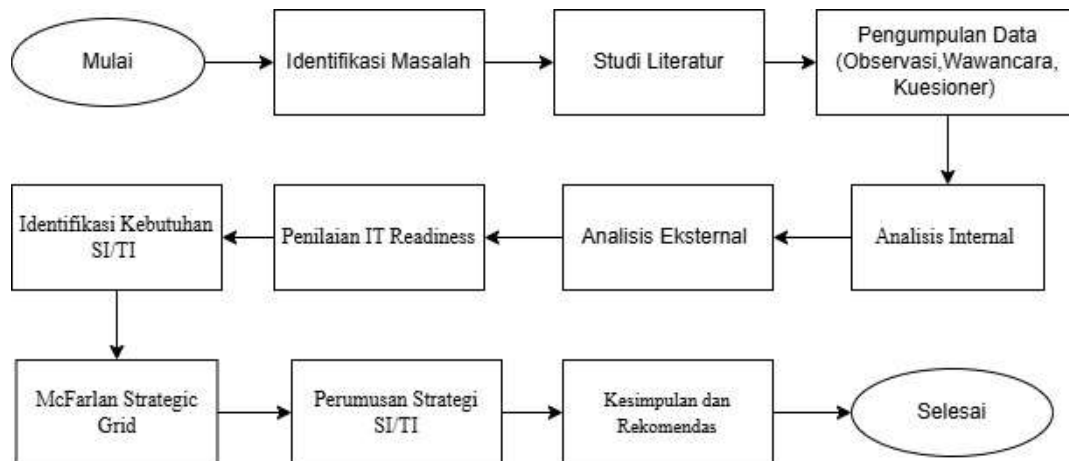 Mulai
Identifikasi Masalah
Studi Literatur
Pengumpulan Data
(Observasi,Wawancara,
Kuesioner)
Analisis Internal
Analisis Eksternal
Penilaian IT Readiness
Identifikasi Kebutuhan
SI/TI
McFarlan Strategic
Grid
Perumusan Strategi
SI/TI
Kesimpulan dan
Rekomendas
Selesai